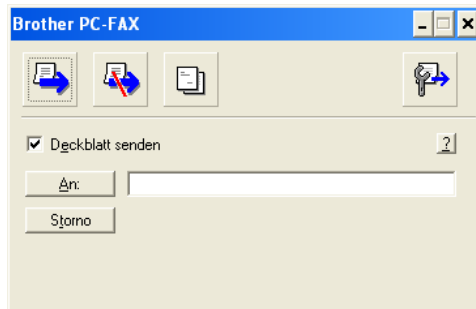 Brother PC-FAX
Deckblatt senden
?
An:
Storno